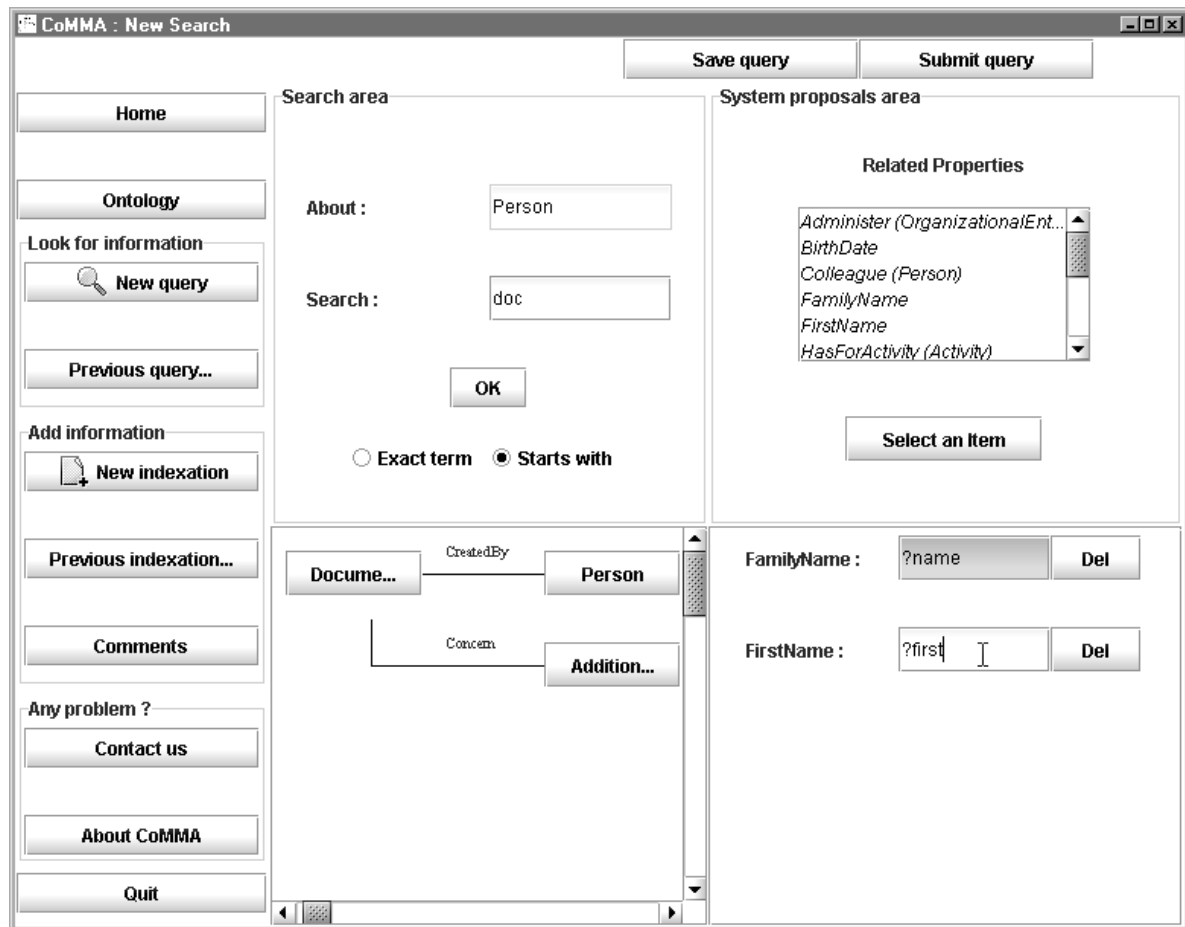 CoMMA : New Search
Save query
Submit query
Home
Ontology
Look for information
New query
Previous query...
Add information
New indexation
Previous indexation...
Comments
Any problem ?
Contact us
About CoMMA
Quit
Search area
About :
Person
Search :
doc
OK
Exact term
Starts with
System proposals area
Related Properties
Administer (OrganizationalEnt...
BirthDate
Colleague (Person)
FamilyName
FirstName
HasForActivity (Activity)
Select an Item
Docume...
CreatedBy
Person
Concern
Addition...
FamilyName :
?name
Del
FirstName :
?first
Del